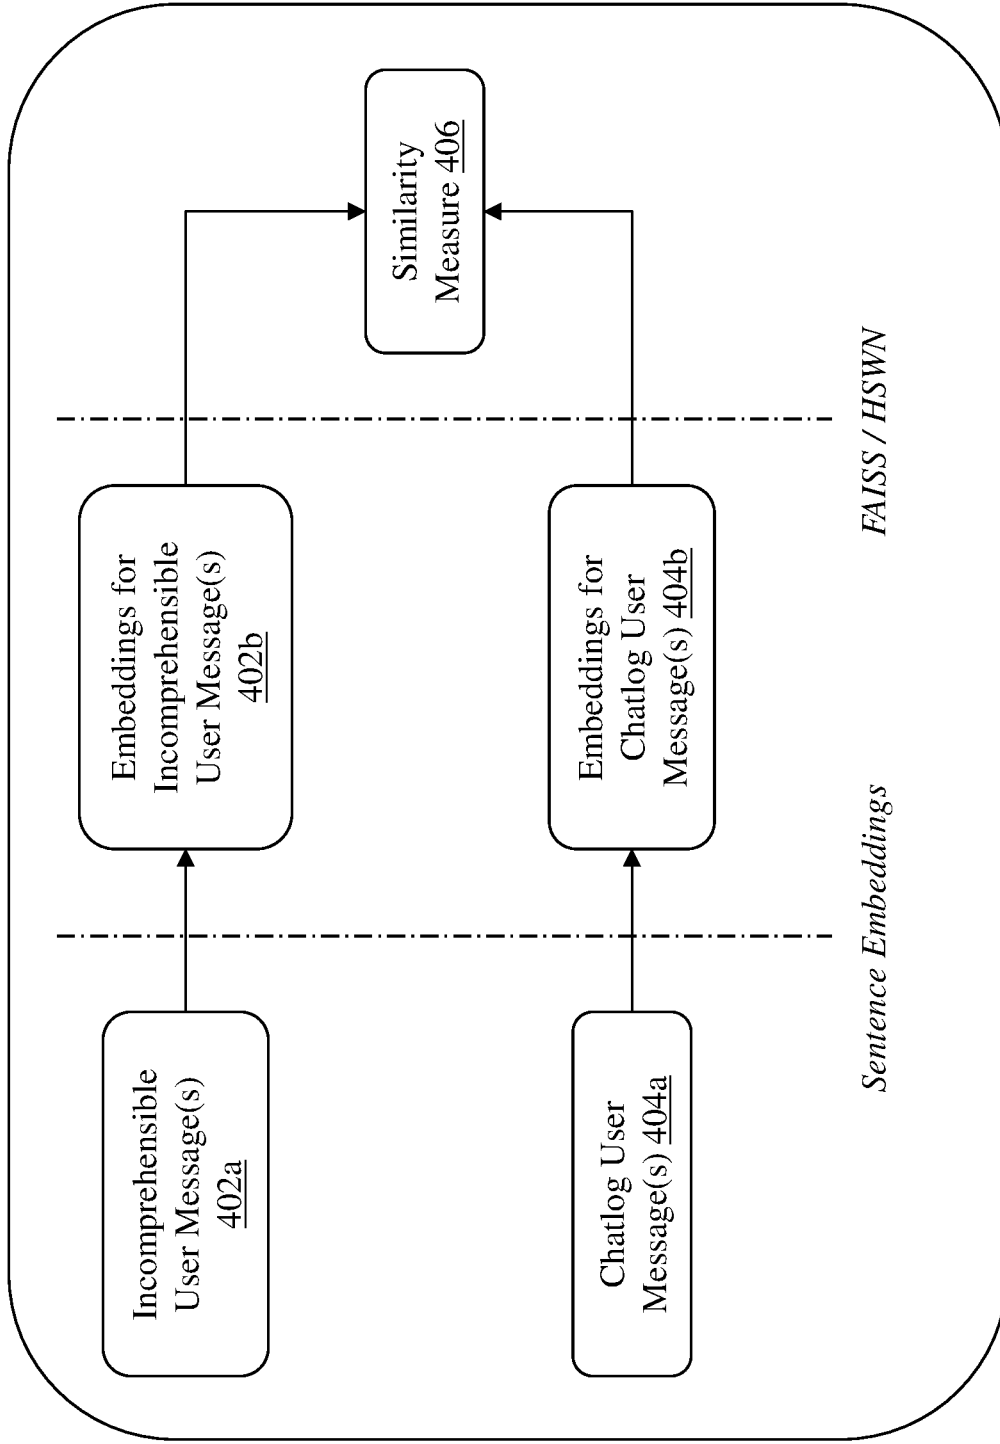 Incomprehensible
User Message(s)
402a
Embeddings for
Incomprehensible
User Message(s)
402b
Similarity
Measure 406
Chatlog User
Message(s) 404a
Embeddings for
Chatlog User
Message(s) 404b
Sentence Embeddings
FAISS / HSWN